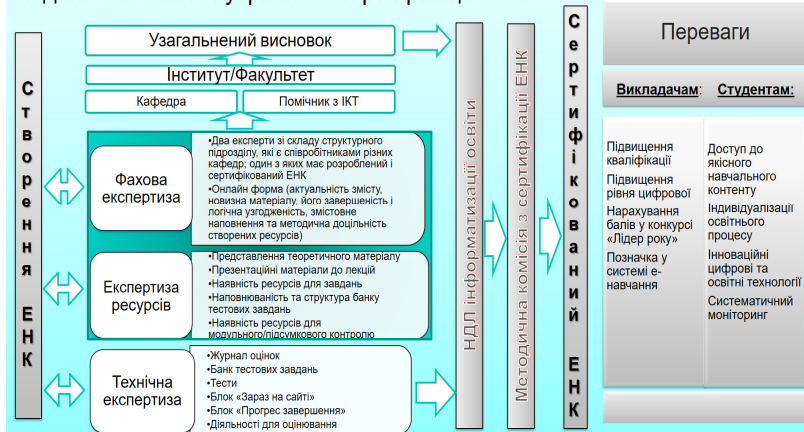 Узагальнений висновок
Інститут/Факультет
Кафедра
Помічник з ІКТ
Створення ЕНК
Фахова
експертиза
•Два експерти зі складу структурного
підрозділу, які є співробітниками різних
кафедр; один з яких має розроблений і
сертифікований ЕНК
•Онлайн форма (актуальність змісту,
новизна матеріалу, його завершеність і
логічна узгодженість, змістовне
наповнення та методична доцільність
створених ресурсів)
Експертиза
ресурсів
•Представлення теоретичного матеріалу
•Презентаційні матеріали до лекцій
•Наявність ресурсів для завдань
•Наповнюваність та структура банку
тестових завдань
•Наявність ресурсів для
модульного/підсумкового контролю
Технічна
експертиза
•Журнал оцінок
•Банк тестових завдань
•Тести
•Блок «Зараз на сайті»
•Блок «Прогрес завершення»
•Діяльності для оцінювання
НДЛ інформатизації освіти
Методична комісія з сертифікації ЕНК
Сертифікований ЕНК
Переваги
Викладачам: Студентам:
Підвищення
кваліфікації
Підвищення
рівня цифрової
Нарахування
балів у конкурсі
«Лідер року»
Позначка у
системі е-
навчання
Доступ до
якісного
навчального
контенту
Індивідуалізації
освітнього
процесу
Інноваційні
цифрові та
освітні технології
Систематичний
моніторинг